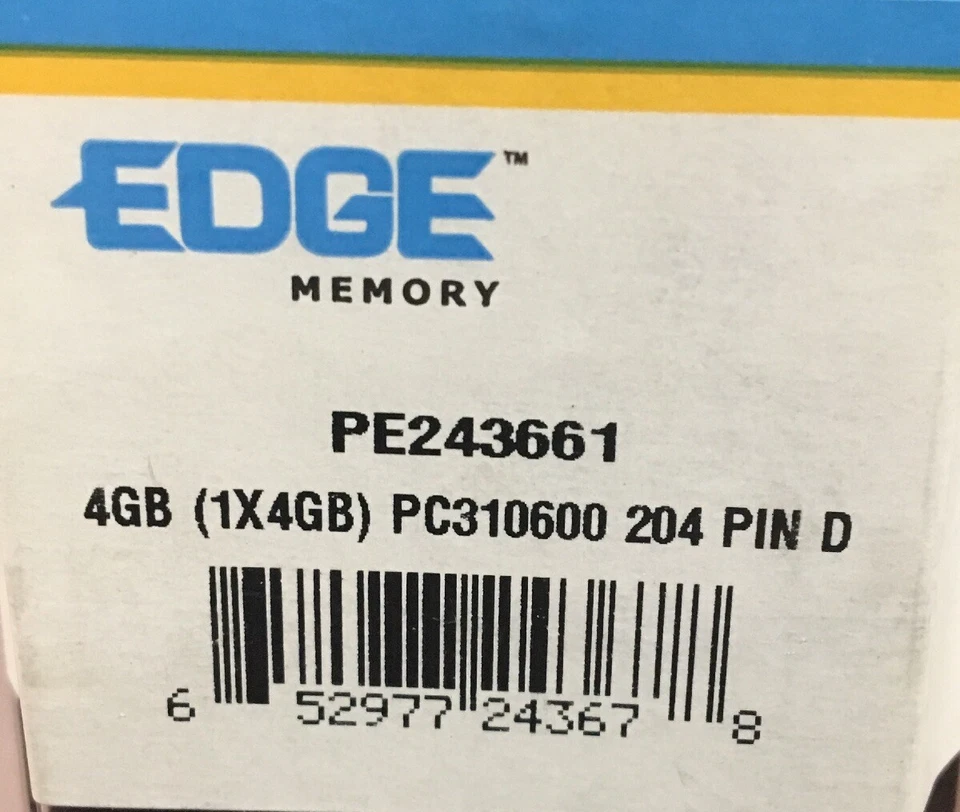 EDGE™
MEMORY
PE243661
4GB (1X4GB) PC310600 204 PIN D
6 52977 24367 8